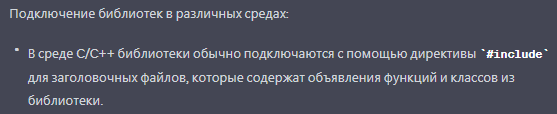 Подключение библиотек в различных средах:
• В среде C/C++ библиотеки обычно подключаются с помощью директивы `#include`
для заголовочных файлов, которые содержат объявления функций и классов из
библиотеки.